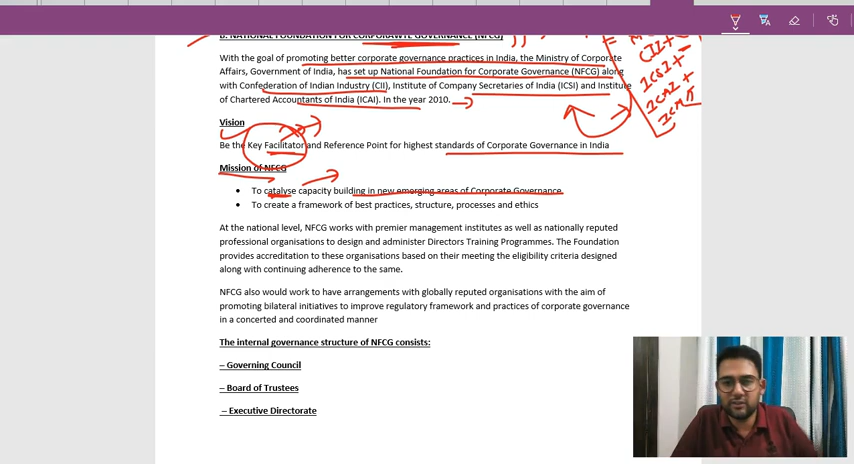 B. NATIONAL FOUNDATION FOR CORPORAWTE GOVERNANCE [NFCG]
With the goal of promoting better corporate governance practices in India, the Ministry of Corporate
Affairs, Government of India, has set up National Foundation for Corporate Governance (NFCG) along
with Confederation of Indian Industry (CII), Institute of Company Secretaries of India (ICSI) and Institute
of Chartered Accountants of India (ICAI). In the year 2010.
CII +
ICSI +
ICAI +
ICMA
Vision
Be the Key Facilitator and Reference Point for highest standards of Corporate Governance in India
Mission of NFCG
• To catalyse capacity building in new emerging areas of Corporate Governance
• To create a framework of best practices, structure, processes and ethics
At the national level, NFCG works with premier management institutes as well as nationally reputed
professional organisations to design and administer Directors Training Programmes. The Foundation
provides accreditation to these organisations based on their meeting the eligibility criteria designed
along with continuing adherence to the same.
NFCG also would work to have arrangements with globally reputed organisations with the aim of
promoting bilateral initiatives to improve regulatory framework and practices of corporate governance
in a concerted and coordinated manner
The internal governance structure of NFCG consists:
– Governing Council
– Board of Trustees
– Executive Directorate